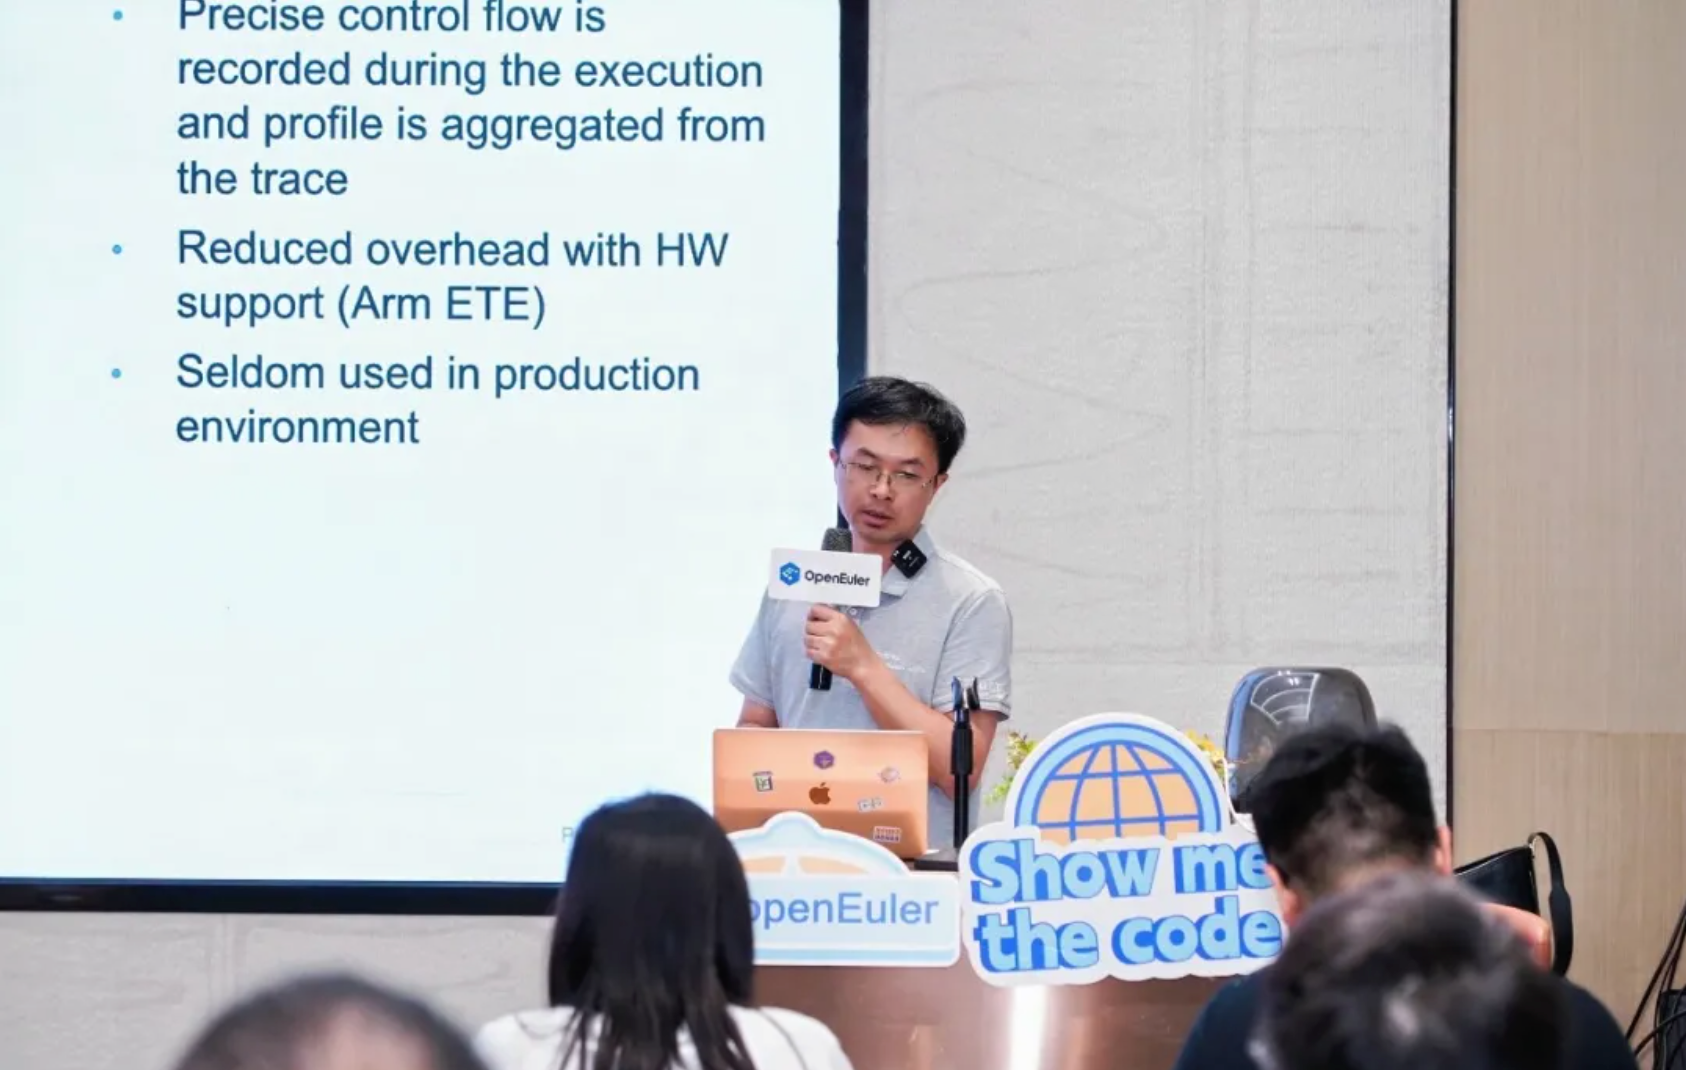 Precise control flow is
recorded during the execution
and profile is aggregated from
the trace
Reduced overhead with HW
support (Arm ETE)
Seldom used in production
environment
OpenEuler
openEuler
Show me
the code